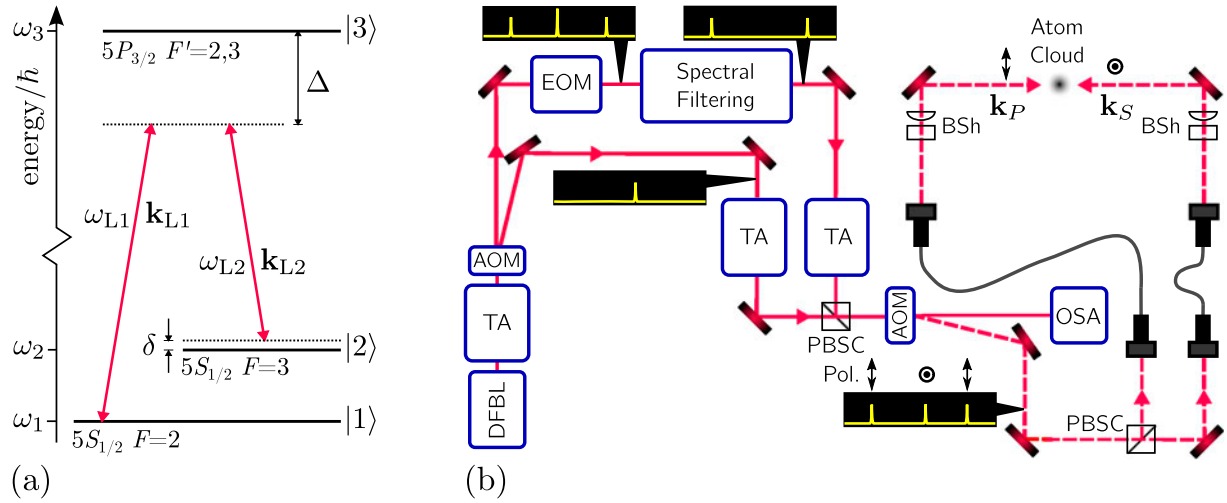 ω3
|3⟩
5P3/2 F′=2,3
Δ
energy/ħ
ωL1
kL1
ωL2
kL2
δ
ω2
|2⟩
5S1/2 F=3
ω1
|1⟩
5S1/2 F=2
(a)
EOM
Spectral
Filtering
Atom
Cloud
kP
kS
BSh
BSh
TA
TA
AOM
TA
DFBL
PBSC
AOM
OSA
Pol.
PBSC
(b)